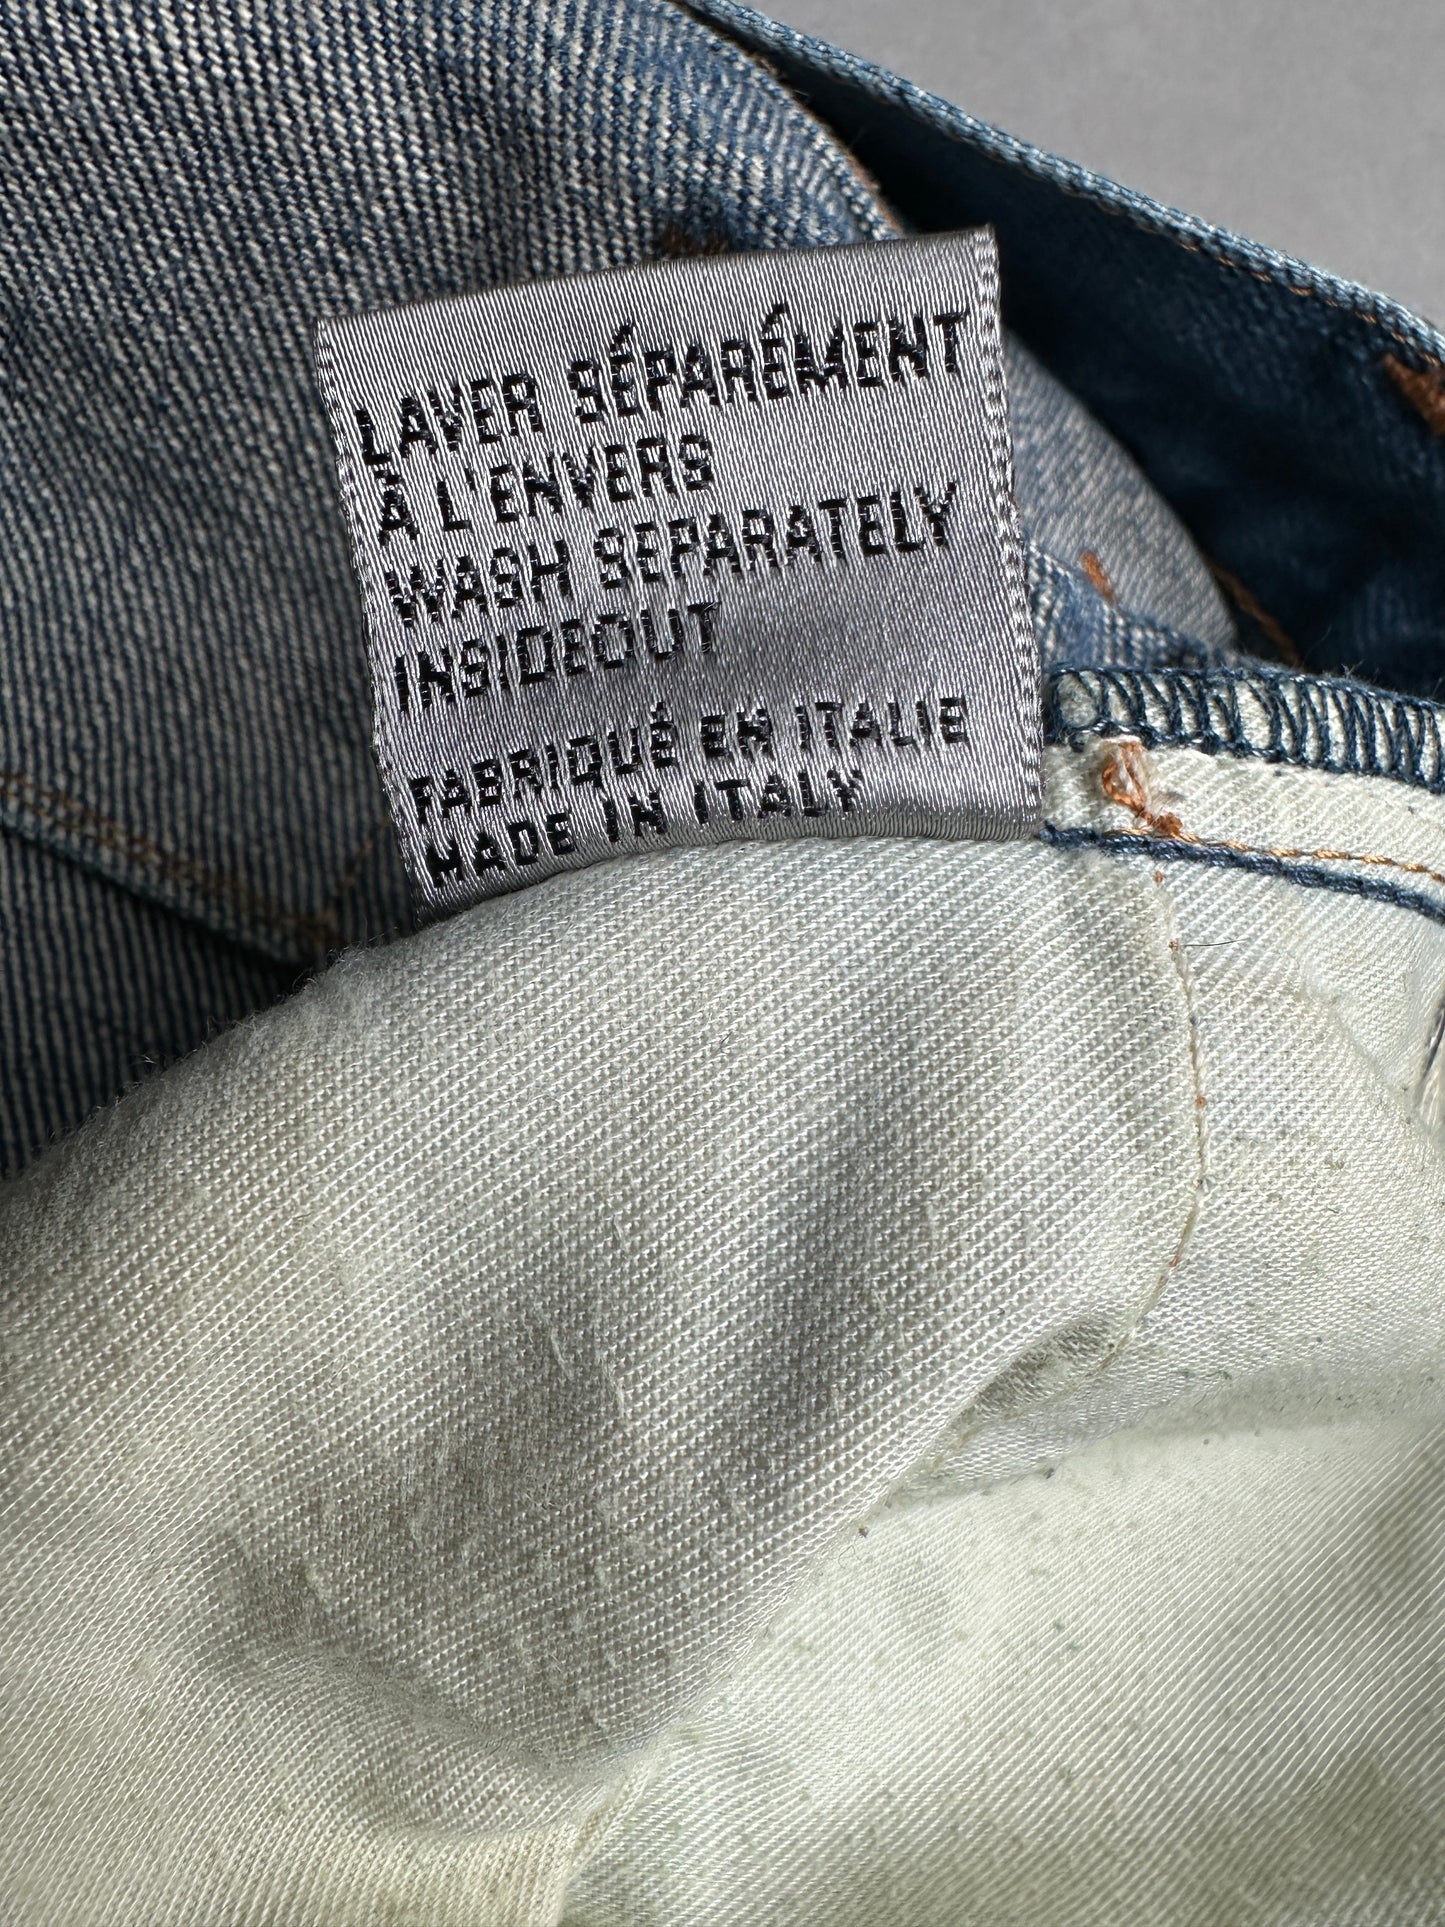 LAVER SÉPARÉMENT
À L'ENVERS
WASH SEPARATELY
INSIDEOUT
FABRIQUÉ EN ITALIE
MADE IN ITALY